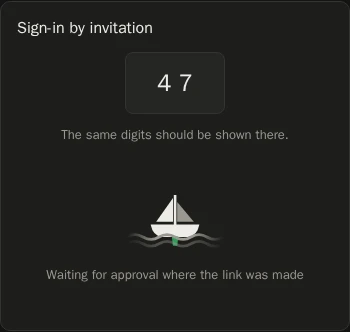 Sign-in by invitation
4 7
The same digits should be shown there.
Waiting for approval where the link was made